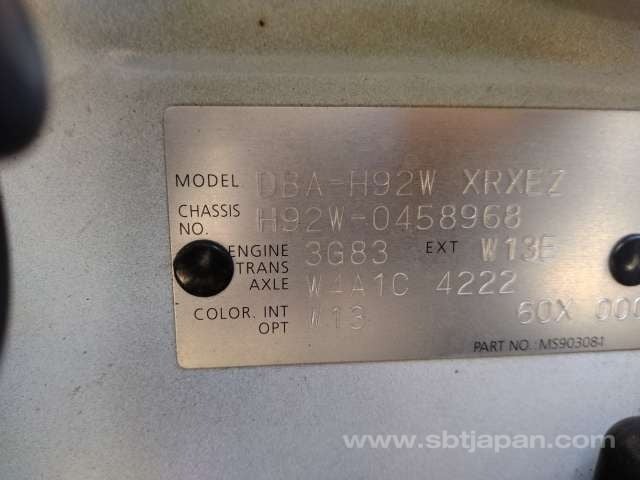 MODEL DBA-H92W XRXEZ
CHASSIS NO. H92W-0458968
ENGINE 3G83 EXT W13E
TRANS AXLE W4A1C 4222
COLOR. INT OPT W13 60X 000
PART NO. MS903084
www.sbtjapan.com